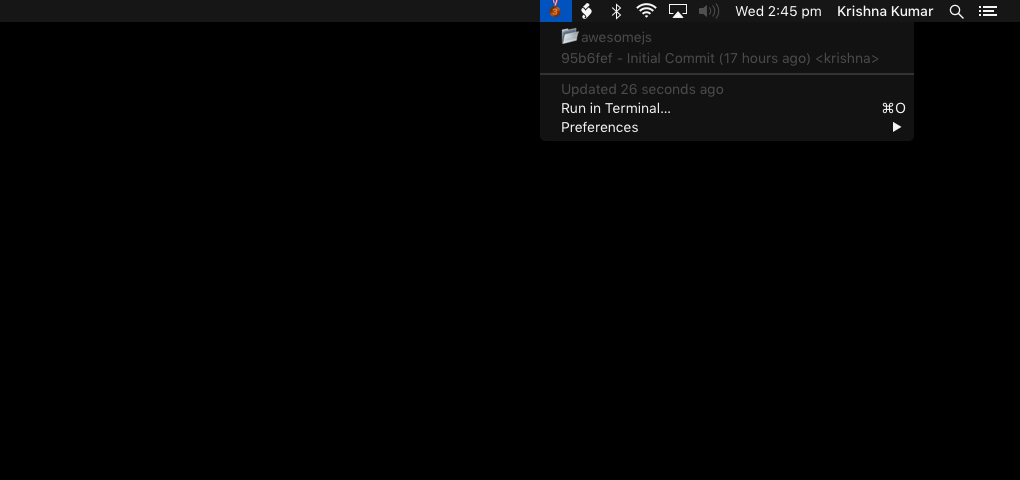 Wed 2:45 pm Krishna Kumar
awesomejs
95b6fef - Initial Commit (17 hours ago) <krishna>
Updated 26 seconds ago
Run in Terminal... ⌘O
Preferences